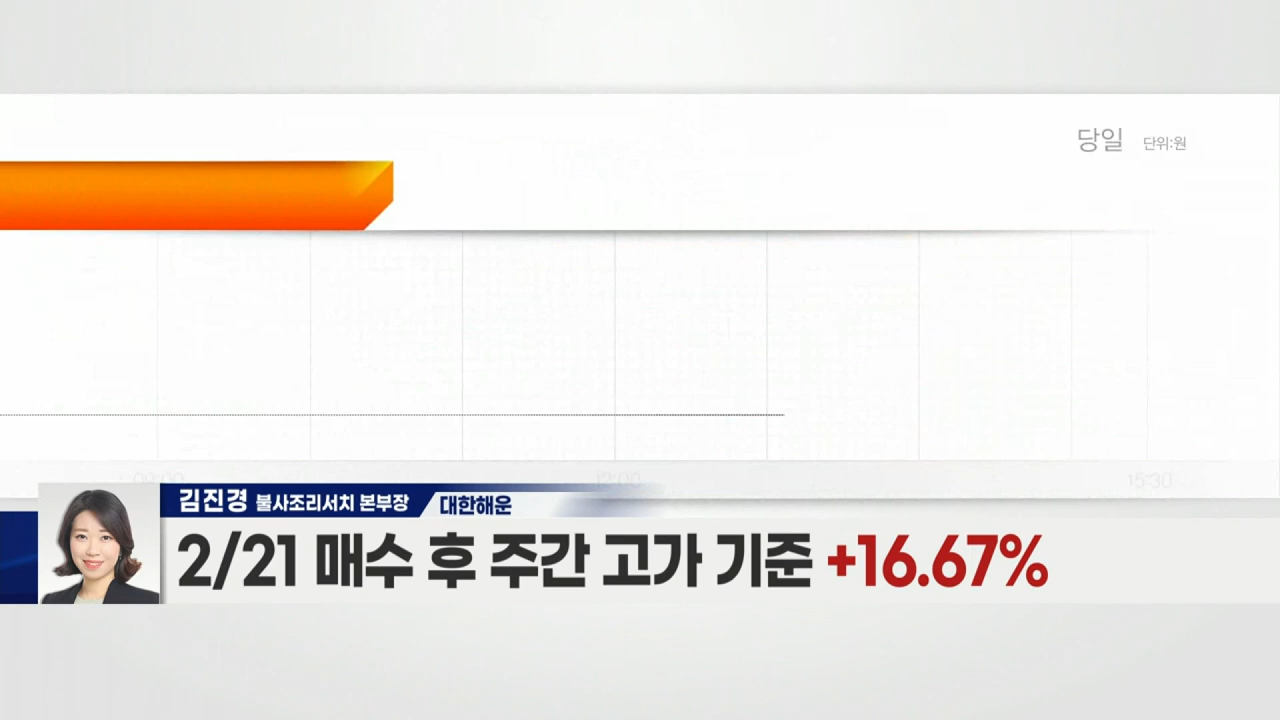 당일 단위:원
09:00 12:00 15:30
김진경 불사조리서치 본부장 대한해운
2/21 매수 후 주간 고가 기준 +16.67%